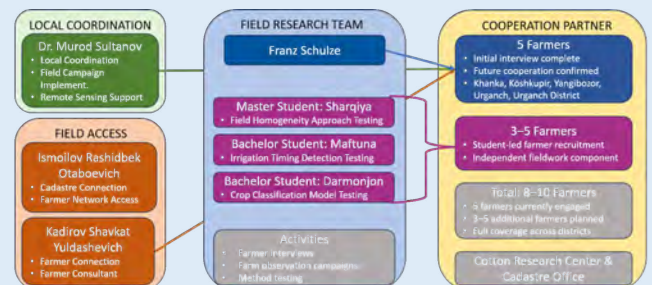 LOCAL COORDINATION
Dr. Murod Sultanov
• Local Coordination
• Field Campaign
Implement.
• Remote Sensing Support
FIELD ACCESS
Ismoilov Rashidbek
Otaboevich
• Cadastre Connection
• Farmer Network Access
Kadirov Shavkat
Yuldashevich
• Farmer Connection
• Farmer Consultant
FIELD RESEARCH TEAM
Franz Schulze
Master Student: Sharqiya
• Field Homogeneity Approach Testing
Bachelor Student: Maftuna
• Irrigation Timing Detection Testing
Bachelor Student: Darmonjon
• Crop Classification Model Testing
Activities
• Farmer Interviews
• Farm observation campaigns
• Method testing
COOPERATION PARTNER
5 Farmers
• Initial interview complete
• Future cooperation confirmed
• Khanka, Köshkupir, Yangibozor,
Urganch, Urganch District
3–5 Farmers
• Student-led farmer recruitment
• Independent fieldwork component
Total: 8–10 Farmers
• 5 farmers currently engaged
• 3–5 additional farmers planned
• Full coverage across districts
Cotton Research Center &
Cadastre Office